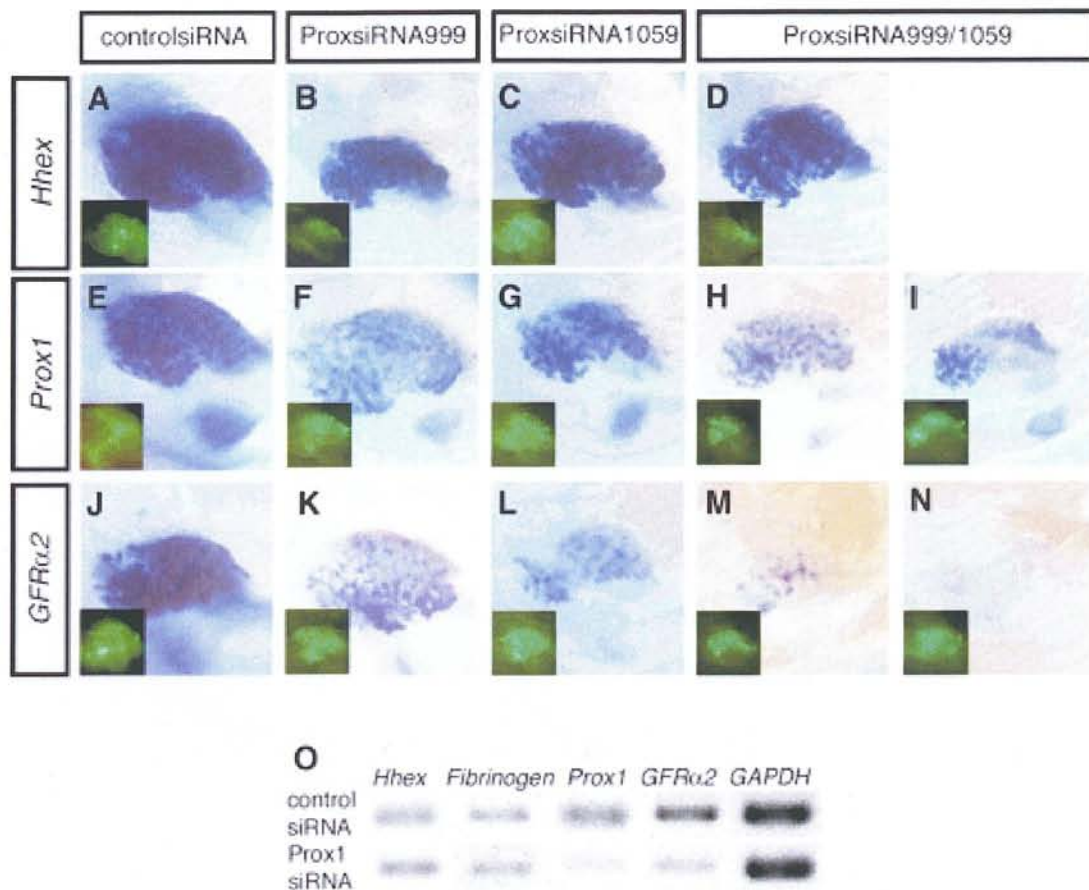 controlsiRNA ProxsiRNA999 ProxsiRNA1059 ProxsiRNA999/1059
Hhex
A B C D
Prox1
E F G H I
GFRα2
J K L M N
O
Hhex Fibrinogen Prox1 GFRα2 GAPDH
control
siRNA
Prox1
siRNA